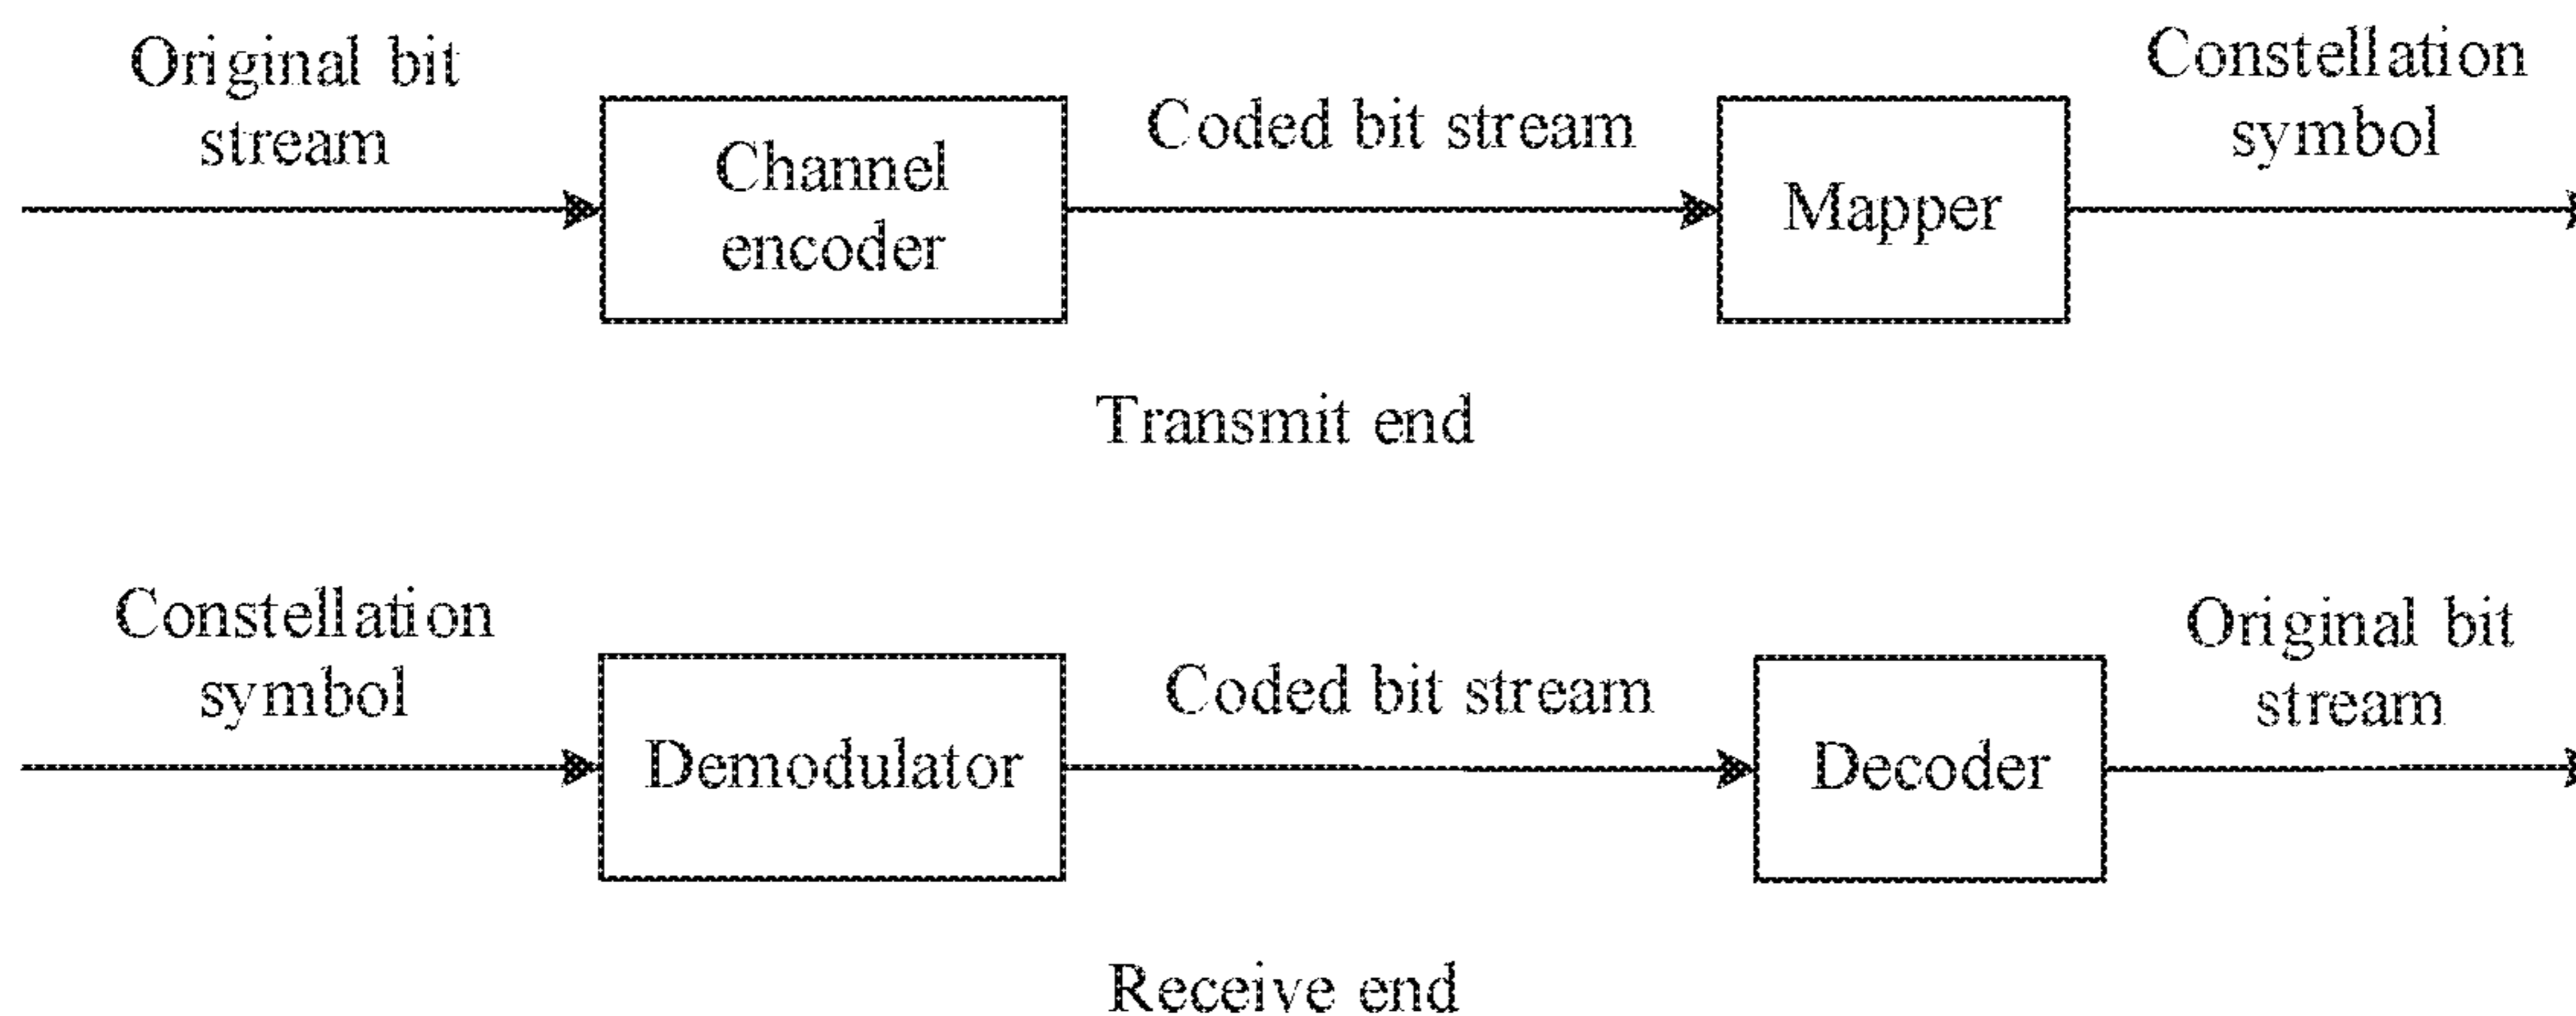 Original bit
stream
Channel
encoder
Coded bit stream
Mapper
Constellation
symbol
Transmit end
Constellation
symbol
Demodulator
Coded bit stream
Decoder
Original bit
stream
Receive end